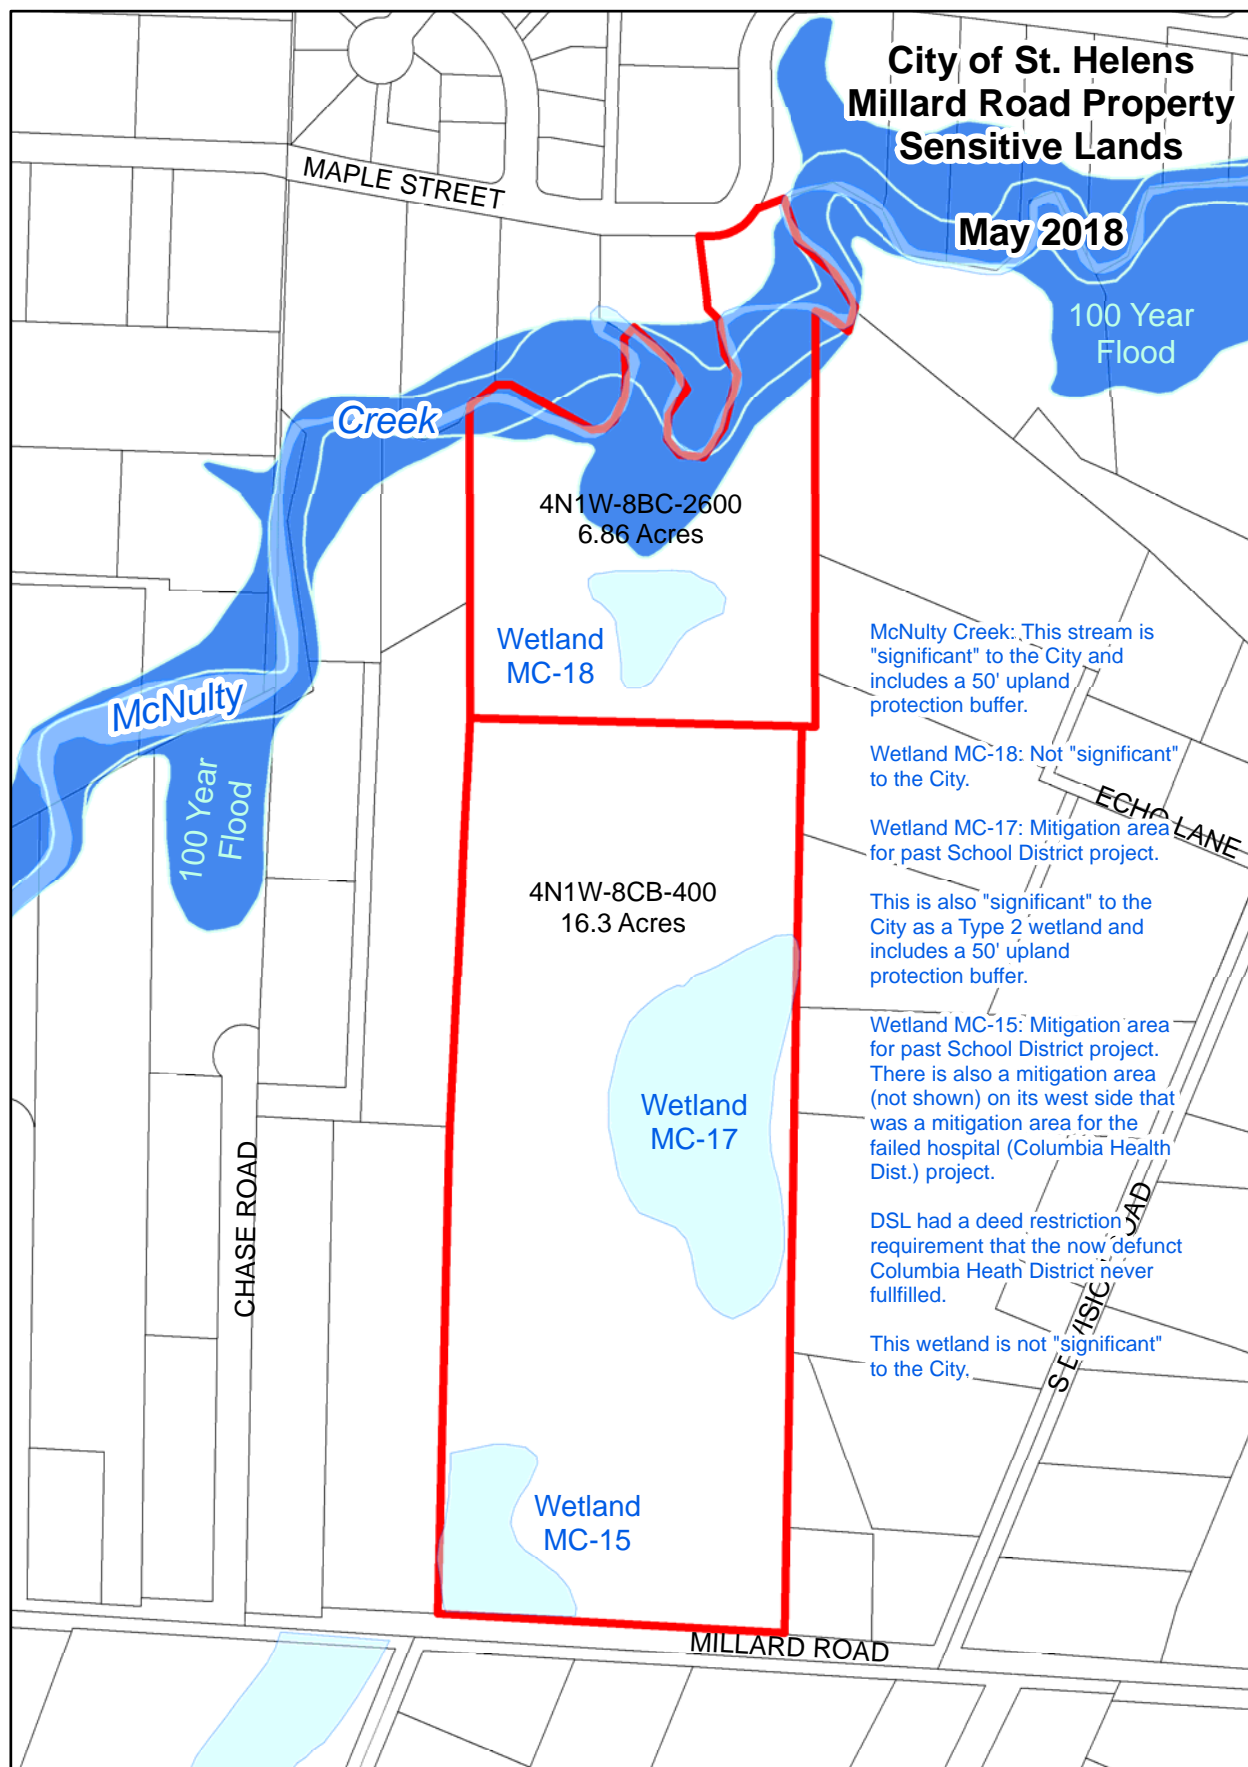 City of St. Helens
Millard Road Property
Sensitive Lands
May 2018
MAPLE STREET
100 Year
Flood
Creek
4N1W-8BC-2600
6.86 Acres
Wetland
MC-18
McNulty
100 Year
Flood
McNulty Creek: This stream is
"significant" to the City and
includes a 50' upland
protection buffer.
Wetland MC-18: Not "significant"
to the City.
ECHO LANE
Wetland MC-17: Mitigation area
for past School District project.
This is also "significant" to the
City as a Type 2 wetland and
includes a 50' upland
protection buffer.
Wetland MC-15: Mitigation area
for past School District project.
There is also a mitigation area
(not shown) on its west side that
was a mitigation area for the
failed hospital (Columbia Health
Dist.) project.
DSL had a deed restriction
requirement that the now defunct
Columbia Heath District never
fullfilled.
This wetland is not "significant"
to the City.
4N1W-8CB-400
16.3 Acres
Wetland
MC-17
CHASE ROAD
S DIVISION ROAD
Wetland
MC-15
MILLARD ROAD